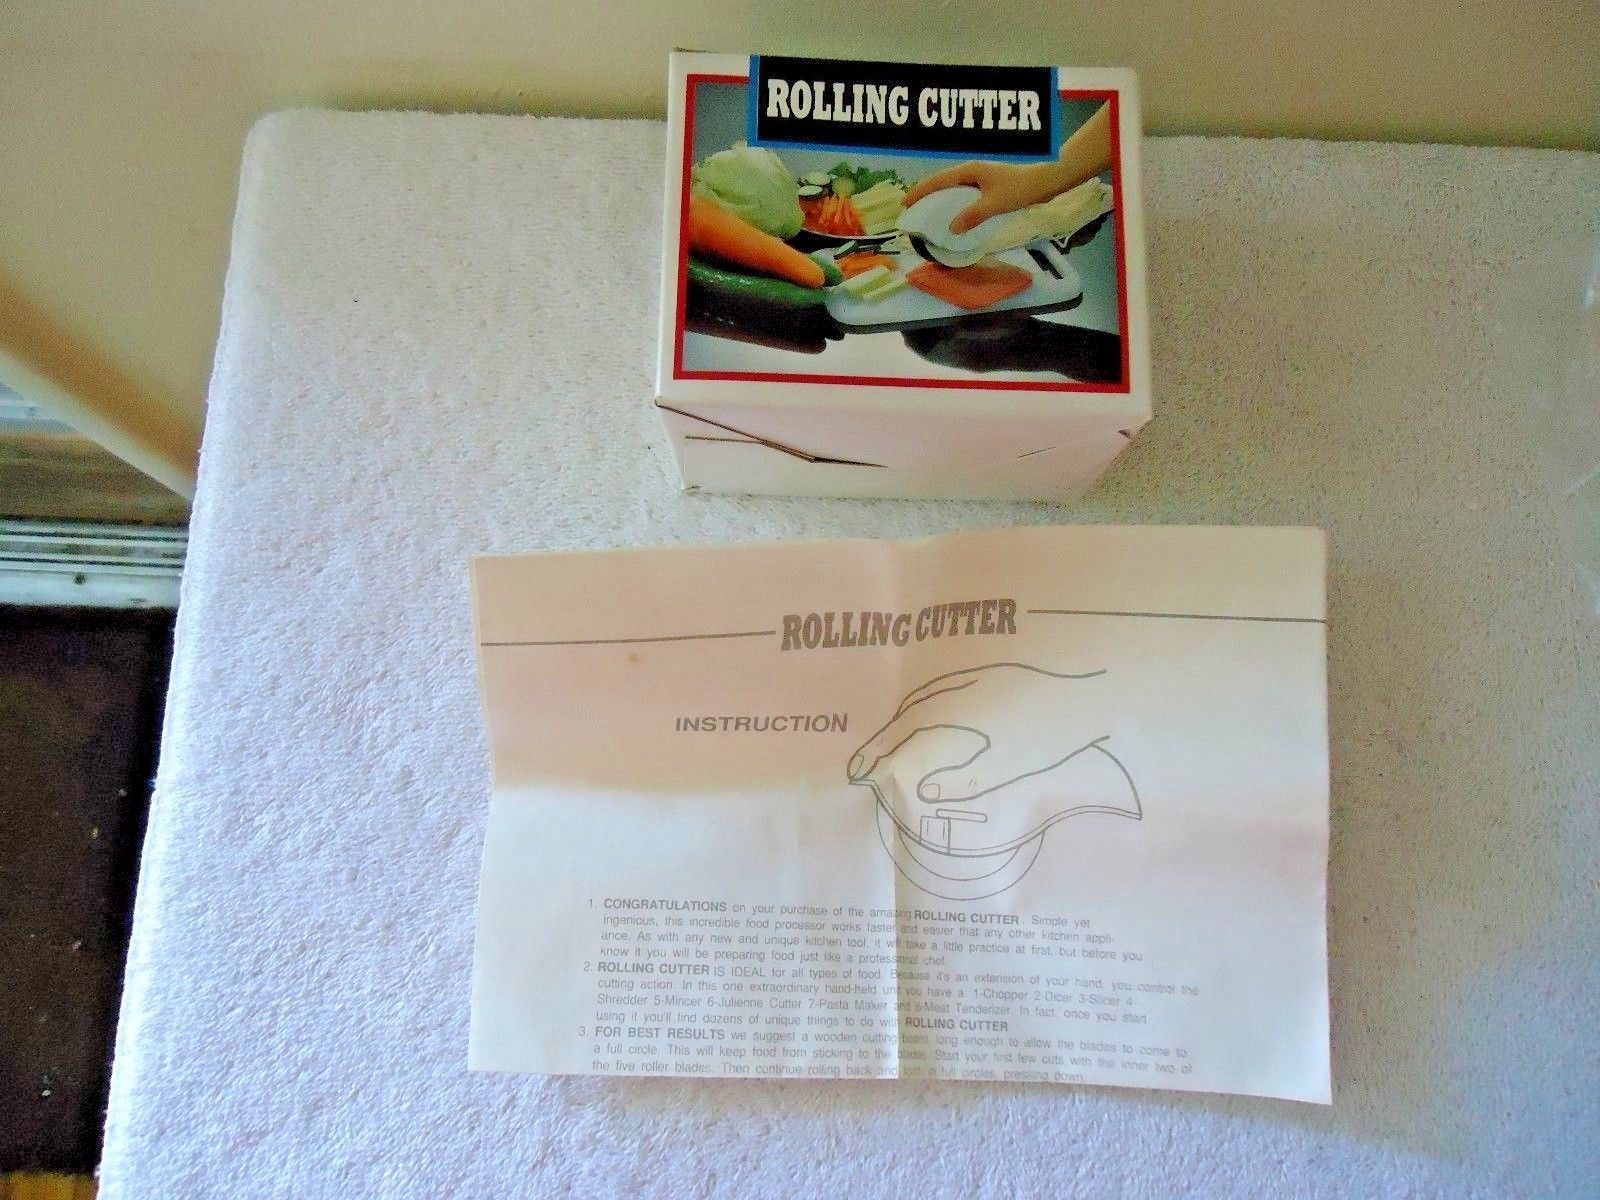 ROLLING CUTTER
ROLLING CUTTER
INSTRUCTION
1. CONGRATULATIONS on your purchase of the amazing ROLLING CUTTER. Simple yet
ingenious, this incredible food processor works faster and easier that any other kitchen appli-
ance. As with any new and unique kitchen tool, it will take a little practice at first, but before you
know it you will be preparing food just like a professional chef.
2. ROLLING CUTTER IS IDEAL for all types of food. Because it's an extension of your hand, you control the
cutting action. In this one extraordinary hand-held unit you have a: 1-Chopper 2-Dicer 3-Slicer 4-
Shredder 5-Mincer 6-Julienne Cutter 7-Pasta Maker and 8-Meat Tenderizer. In fact, once you start
using it you'll find dozens of unique things to do with ROLLING CUTTER
3. FOR BEST RESULTS we suggest a wooden cutting board, long enough to allow the blades to come to
a full circle. This will keep food from sticking to the blades. Start your first few cuts with the inner two of
the five roller blades. Then continue rolling back and forth in full circles, pressing down.